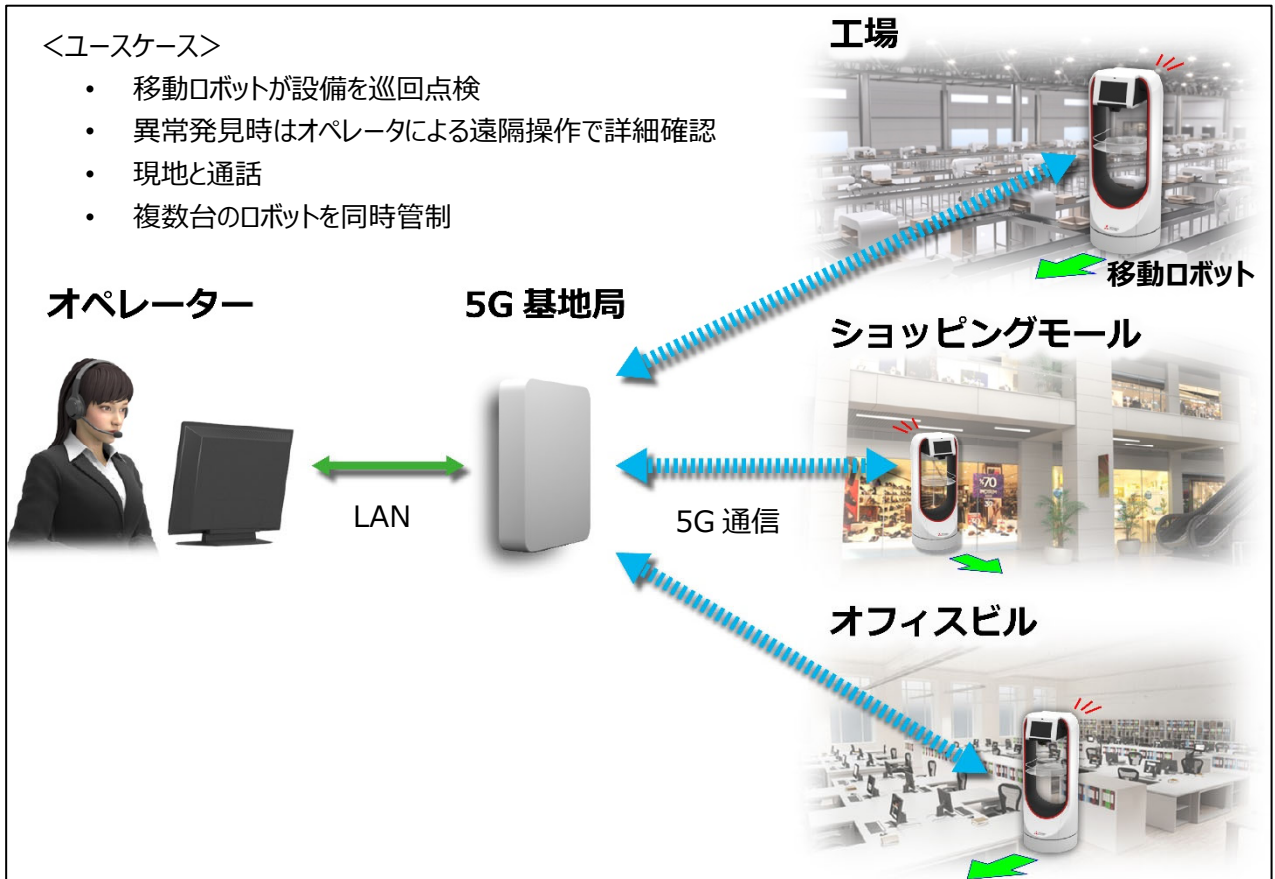 <ユースケース>
• 移動ロボットが設備を巡回点検
• 異常発見時はオペレータによる遠隔操作で詳細確認
• 現地と通話
• 複数台のロボットを同時管制
工場
移動ロボット
オペレーター
5G 基地局
ショッピングモール
LAN
5G 通信
70
オフィスビル